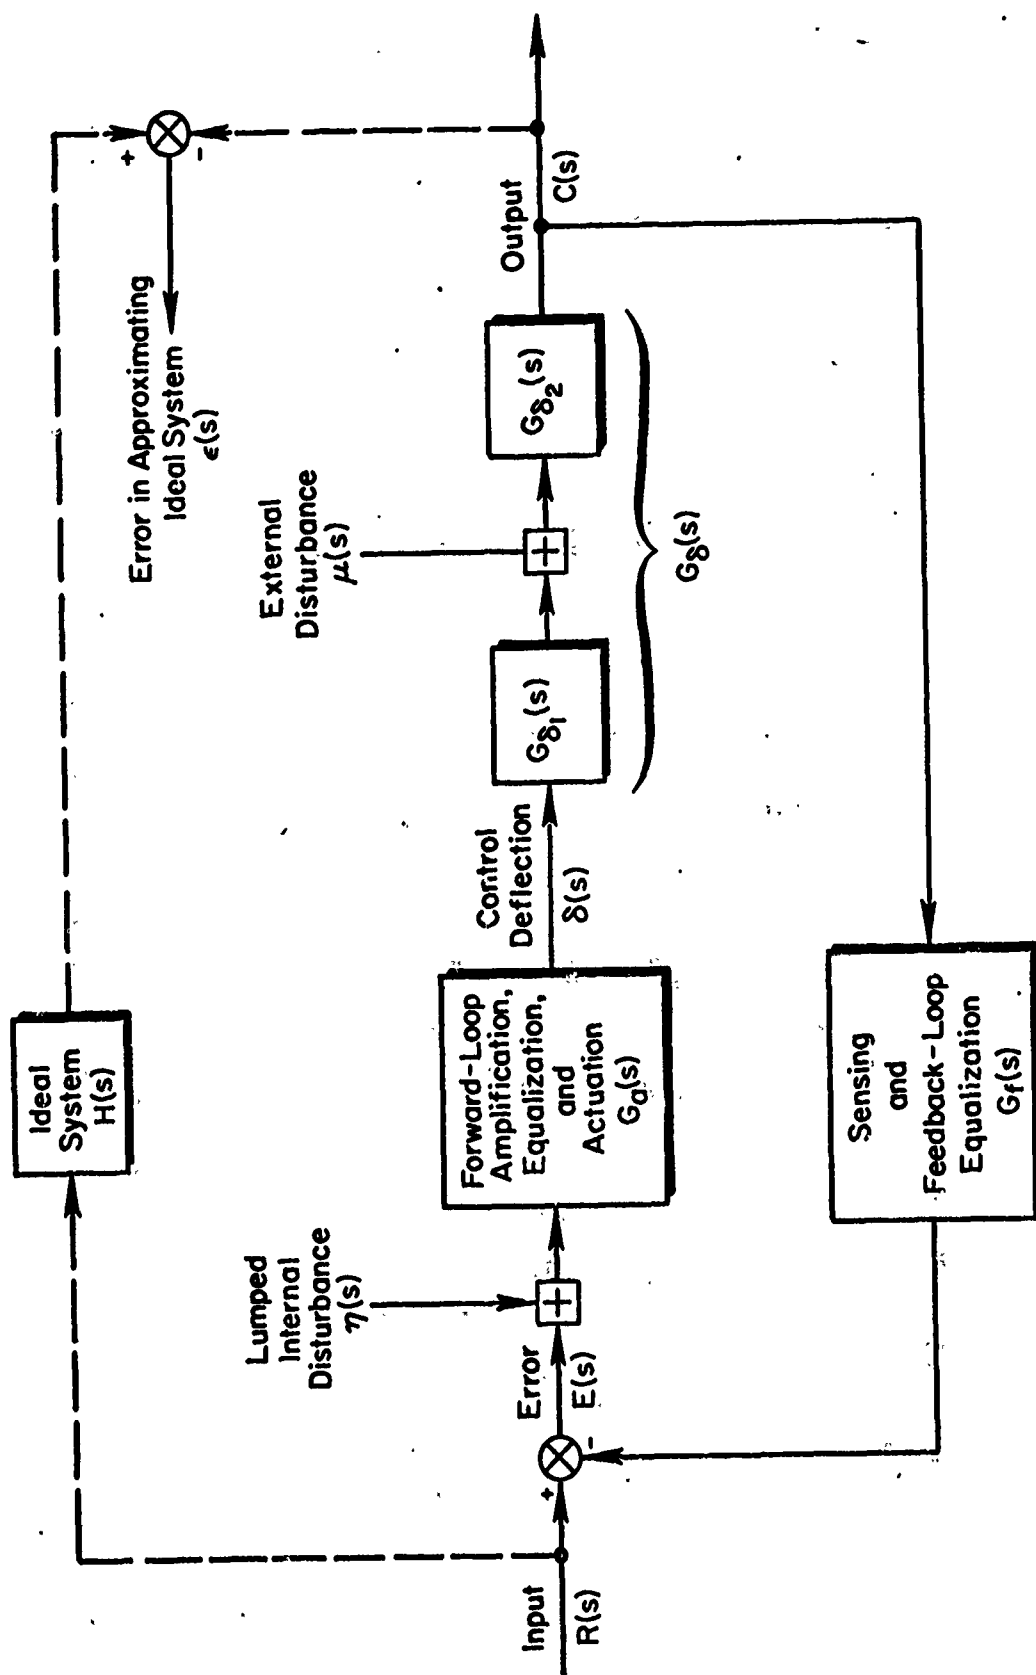 Ideal
System
H(s)
+
-
Error in Approximating
Ideal System
ϵ(s)
Lumped
Internal
Disturbance
η(s)
External
Disturbance
μ(s)
Input
R(s)
+
-
Error
E(s)
+
Forward-Loop
Amplification,
Equalization,
and
Actuation
Ga(s)
Control
Deflection
δ(s)
Gδ1(s)
+
Gδ2(s)
Output
C(s)
Gδ(s)
Sensing
and
Feedback-Loop
Equalization
Gf(s)